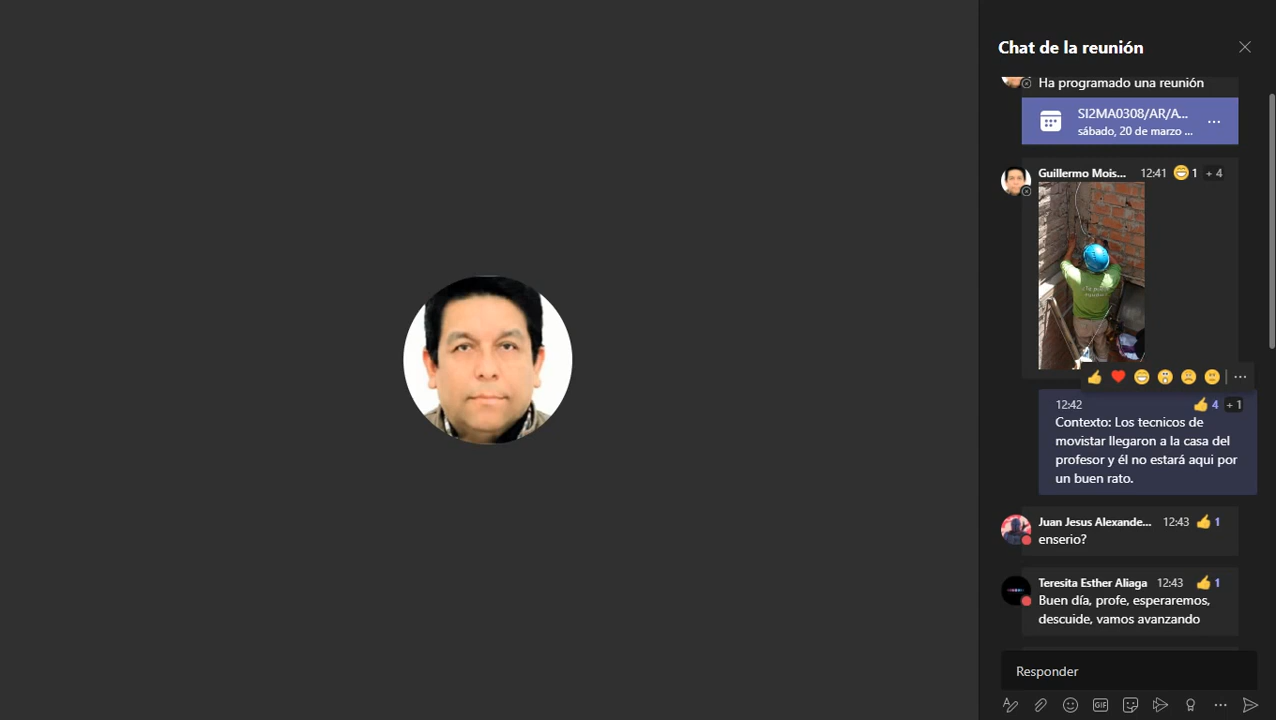 Chat de la reunión
Ha programado una reunión
SI2MA0308/AR/A...
sábado, 20 de marzo ...
Guillermo Mois... 12:41 1 + 4
12:42 4 + 1
Contexto: Los tecnicos de
movistar llegaron a la casa del
profesor y él no estará aqui por
un buen rato.
Juan Jesus Alexande... 12:43 1
enserio?
Teresita Esther Aliaga 12:43 1
Buen día, profe, esperaremos,
descuide, vamos avanzando
Responder
GIF